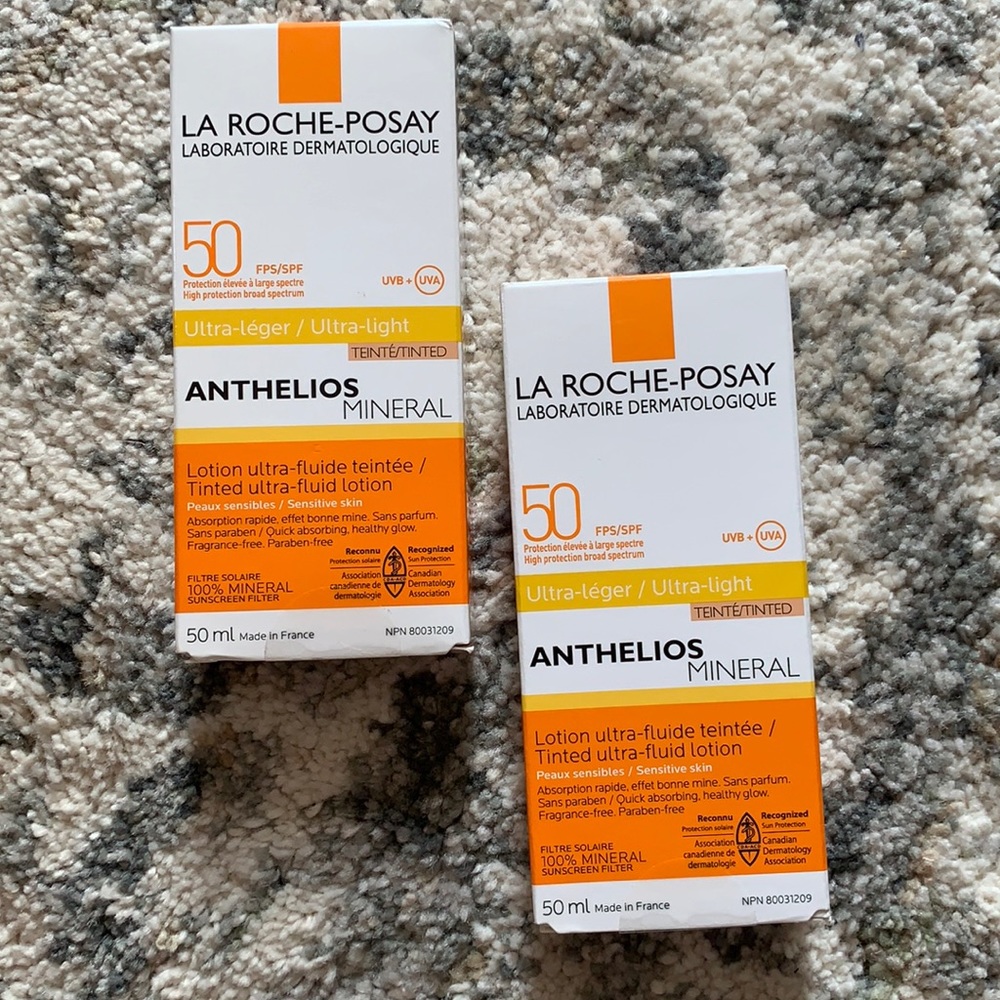 LA ROCHE-POSAY
LABORATOIRE DERMATOLOGIQUE
50 FPS/SPF
Protection élevée à large spectre
High protection broad spectrum
UVB + UVA
Ultra-léger / Ultra-light
TEINTÉ/TINTED
ANTHELIOS
MINERAL
Lotion ultra-fluide teintée /
Tinted ultra-fluid lotion
Peaux sensibles / Sensitive skin
Absorption rapide, effet bonne mine. Sans parfum.
Sans paraben / Quick absorbing, healthy glow.
Fragrance-free. Paraben-free
Reconnu
Protection solaire
Association
canadienne de
dermatologie
Recognized
Sun Protection
Canadian
Dermatology
Association
FILTRE SOLAIRE
100% MINERAL
SUNSCREEN FILTER
50 ml Made in France
NPN 80031209
LA ROCHE-POSAY
LABORATOIRE DERMATOLOGIQUE
50 FPS/SPF
Protection élevée à large spectre
High protection broad spectrum
UVB + UVA
Ultra-léger / Ultra-light
TEINTÉ/TINTED
ANTHELIOS
MINERAL
Lotion ultra-fluide teintée /
Tinted ultra-fluid lotion
Peaux sensibles / Sensitive skin
Absorption rapide, effet bonne mine. Sans parfum.
Sans paraben / Quick absorbing, healthy glow.
Fragrance-free. Paraben-free
Reconnu
Protection solaire
Association
canadienne de
dermatologie
Recognized
Sun Protection
Canadian
Dermatology
Association
FILTRE SOLAIRE
100% MINERAL
SUNSCREEN FILTER
50 ml Made in France
NPN 80031209